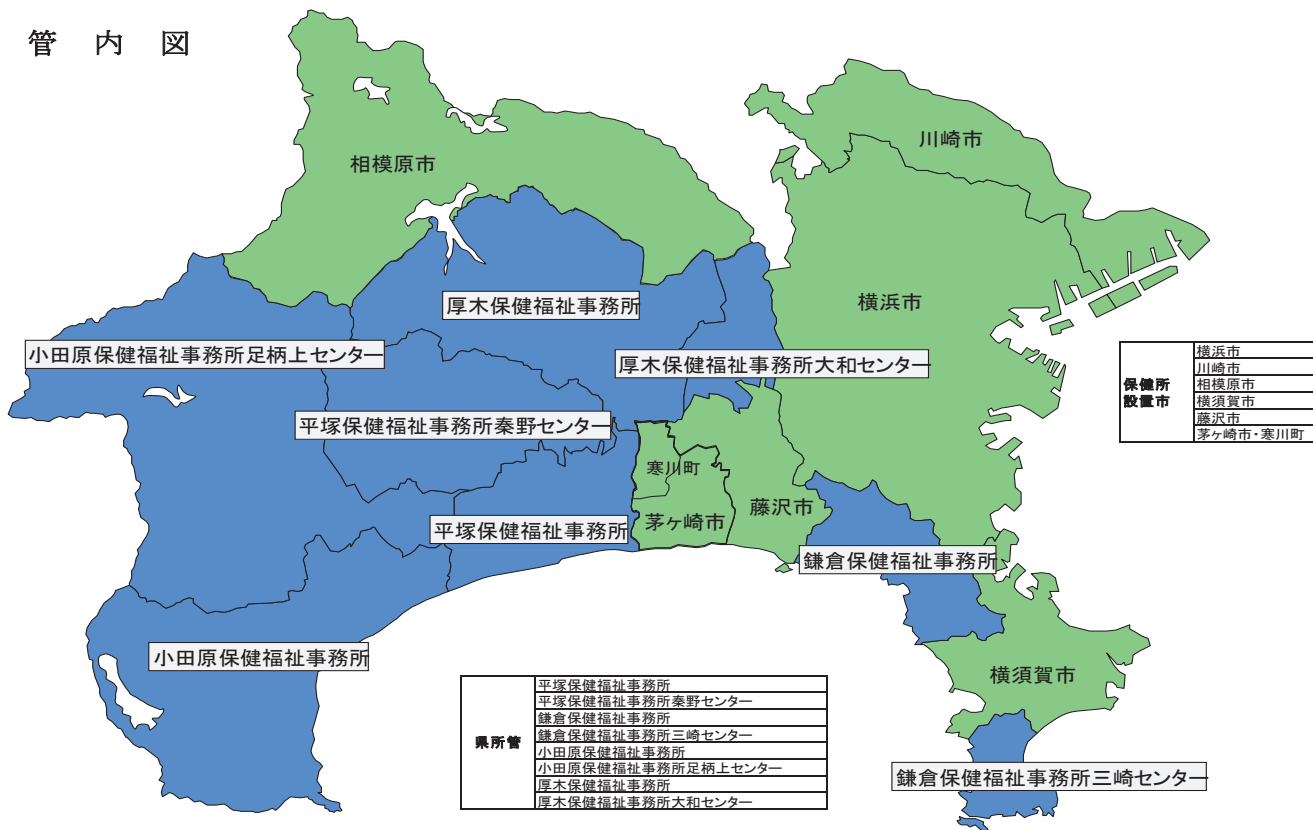 管内図
川崎市
相模原市
横浜市
厚木保健福祉事務所
小田原保健福祉事務所足柄上センター
厚木保健福祉事務所大和センター
平塚保健福祉事務所秦野センター
寒川町
茅ヶ崎市
藤沢市
平塚保健福祉事務所
鎌倉保健福祉事務所
小田原保健福祉事務所
横須賀市
鎌倉保健福祉事務所三崎センター
保健所
設置市
横浜市
川崎市
相模原市
横須賀市
藤沢市
茅ヶ崎市・寒川町
県所管
平塚保健福祉事務所
平塚保健福祉事務所秦野センター
鎌倉保健福祉事務所
鎌倉保健福祉事務所三崎センター
小田原保健福祉事務所
小田原保健福祉事務所足柄上センター
厚木保健福祉事務所
厚木保健福祉事務所大和センター